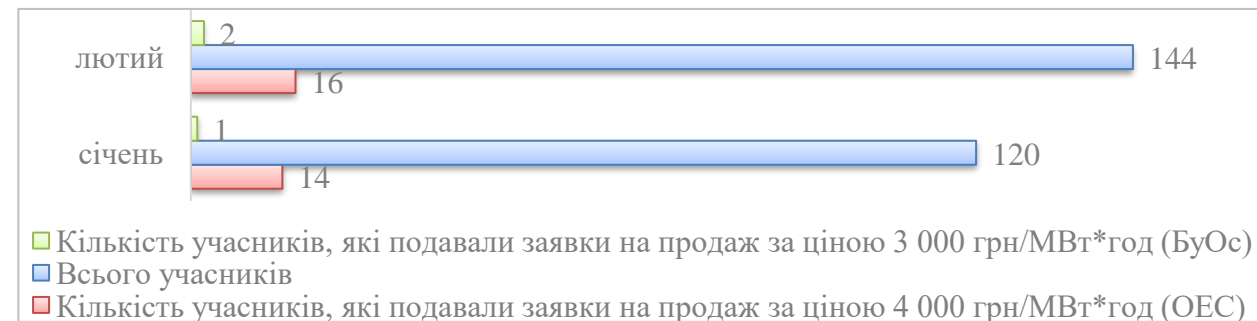 2
лютий
144
16
1
січень
120
14
Кількість учасників, які подавали заявки на продаж за ціною 3 000 грн/МВт*год (БуОс)
Всього учасників
Кількість учасників, які подавали заявки на продаж за ціною 4 000 грн/МВт*год (ОЕС)